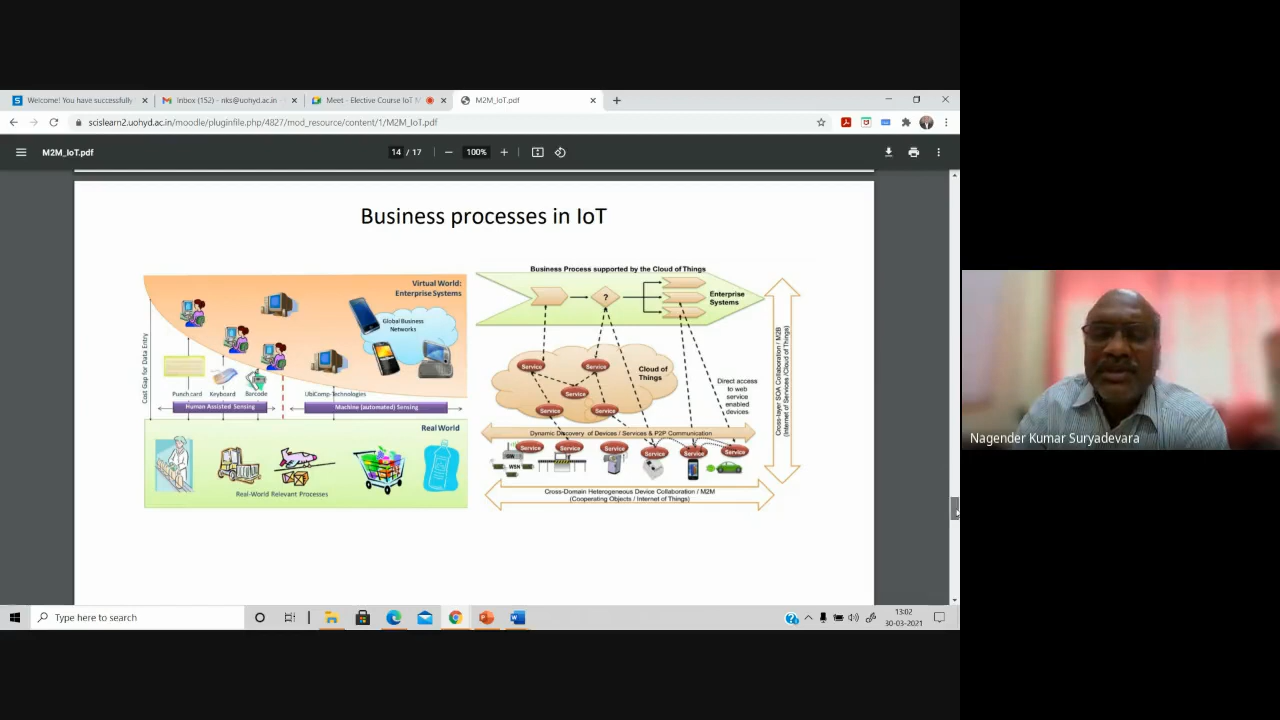 Welcome! You have successfully
Inbox (152) - nks@uohyd.ac.in
Meet - Elective Course IoT M
M2M_IoT.pdf
scislearn2.uohyd.ac.in/moodle/pluginfile.php/4827/mod_resource/content/1/M2M_IoT.pdf
M2M_IoT.pdf
14 / 17
100%
Business processes in IoT
Virtual World:
Enterprise Systems
Global Business
Networks
Cost Gap for Data Entry
Punch card
Keyboard
Barcode
UbiComp-Technologies
Human Assisted Sensing
Machine (automated) Sensing
Real World
Real-World Relevant Processes
Business Process supported by the Cloud of Things
?
Enterprise
Systems
Service
Service
Cloud of
Things
Service
Service
Service
Direct access
to web
service
enabled
devices
Dynamic Discovery of Devices / Services & P2P Communication
Service
Service
Service
Service
Service
Service
GW
WSN
Cross-Domain Heterogeneous Device Collaboration / M2M
(Cooperating Objects / Internet of Things)
Cross-layer SOA Collaboration / M2B
(Internet of Services /Cloud of Things)
Nagender Kumar Suryadevara
Type here to search
13:02
30-03-2021